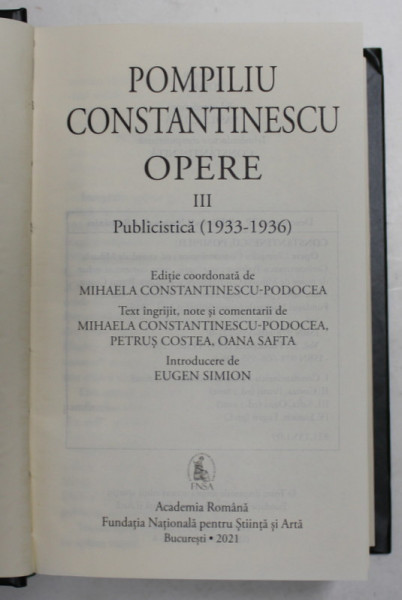 POMPILIU
CONSTANTINESCU
OPERE
III
Publicistică (1933-1936)
Ediție coordonată de
MIHAELA CONSTANTINESCU-PODOCEA
Text îngrijit, note și comentarii de
MIHAELA CONSTANTINESCU-PODOCEA,
PETRUȘ COSTEA, OANA SAFTA
Introducere de
EUGEN SIMION
FNSA
Academia Română
Fundația Națională pentru Știință și Artă
București • 2021